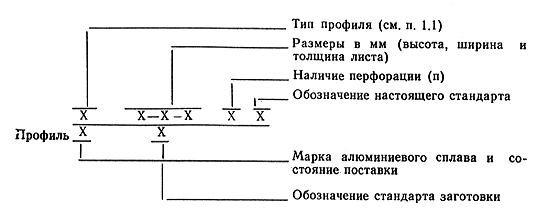 Тип профиля (см. п. 1.1)
Размеры в мм (высота, ширина и
толщина листа)
Наличие перфорации (п)
Обозначение настоящего стандарта
X X—X-X X X
Профиль X X
Марка алюминиевого сплава и со-
стояние поставки
Обозначение стандарта заготовки